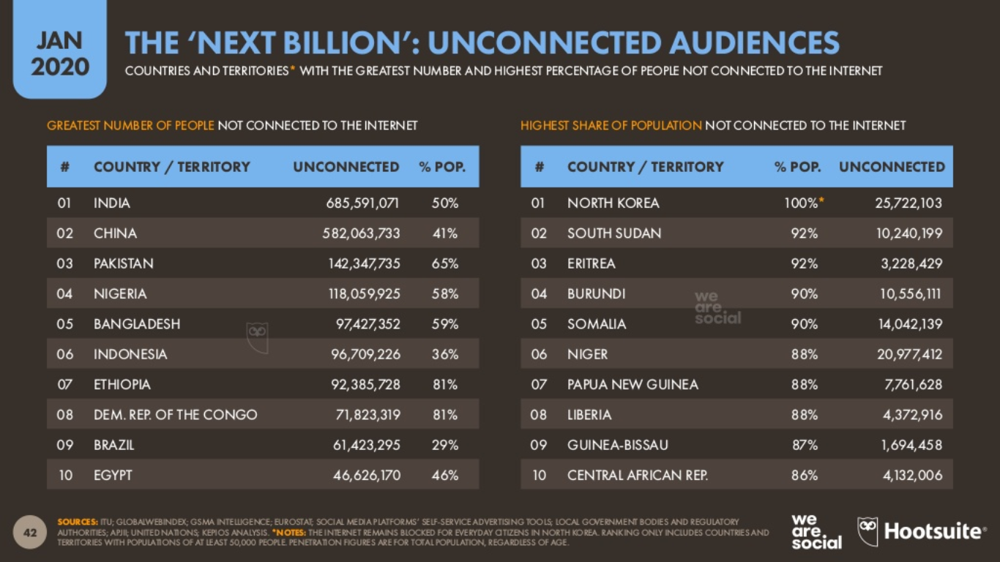 JAN
2020
THE ‘NEXT BILLION’: UNCONNECTED AUDIENCES
COUNTRIES AND TERRITORIES* WITH THE GREATEST NUMBER AND HIGHEST PERCENTAGE OF PEOPLE NOT CONNECTED TO THE INTERNET
GREATEST NUMBER OF PEOPLE NOT CONNECTED TO THE INTERNET
# COUNTRY / TERRITORY UNCONNECTED % POP.
01 INDIA 685,591,071 50%
02 CHINA 582,063,733 41%
03 PAKISTAN 142,347,735 65%
04 NIGERIA 118,059,925 58%
05 BANGLADESH 97,427,352 59%
06 INDONESIA 96,709,226 36%
07 ETHIOPIA 92,385,728 81%
08 DEM. REP. OF THE CONGO 71,823,319 81%
09 BRAZIL 61,423,295 29%
10 EGYPT 46,626,170 46%
HIGHEST SHARE OF POPULATION NOT CONNECTED TO THE INTERNET
# COUNTRY / TERRITORY % POP. UNCONNECTED
01 NORTH KOREA 100%* 25,722,103
02 SOUTH SUDAN 92% 10,240,199
03 ERITREA 92% 3,228,429
04 BURUNDI 90% 10,556,111
05 SOMALIA 90% 14,042,139
06 NIGER 88% 20,977,412
07 PAPUA NEW GUINEA 88% 7,761,628
08 LIBERIA 88% 4,372,916
09 GUINEA-BISSAU 87% 1,694,458
10 CENTRAL AFRICAN REP. 86% 4,132,006
we
are
social
42
SOURCES: ITU; GLOBALWEBINDEX; GSMA INTELLIGENCE; EUROSTAT; SOCIAL MEDIA PLATFORMS’ SELF-SERVICE ADVERTISING TOOLS; LOCAL GOVERNMENT BODIES AND REGULATORY
AUTHORITIES; APJII; UNITED NATIONS; KEPIOS ANALYSIS. *NOTES: THE INTERNET REMAINS BLOCKED FOR EVERYDAY CITIZENS IN NORTH KOREA. RANKING ONLY INCLUDES COUNTRIES AND
TERRITORIES WITH POPULATIONS OF AT LEAST 50,000 PEOPLE. PENETRATION FIGURES ARE FOR TOTAL POPULATION, REGARDLESS OF AGE.
we
are
social
Hootsuite®